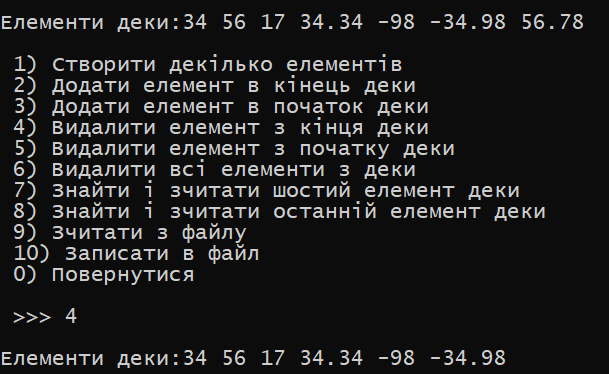 Елементи деки:34 56 17 34.34 -98 -34.98 56.78
1) Створити декілька елементів
2) Додати елемент в кінець деки
3) Додати елемент в початок деки
4) Видалити елемент з кінця деки
5) Видалити елемент з початку деки
6) Видалити всі елементи з деки
7) Знайти і зчитати шостий елемент деки
8) Знайти і зчитати останній елемент деки
9) Зчитати з файлу
10) Записати в файл
0) Повернутися
>>> 4
Елементи деки:34 56 17 34.34 -98 -34.98